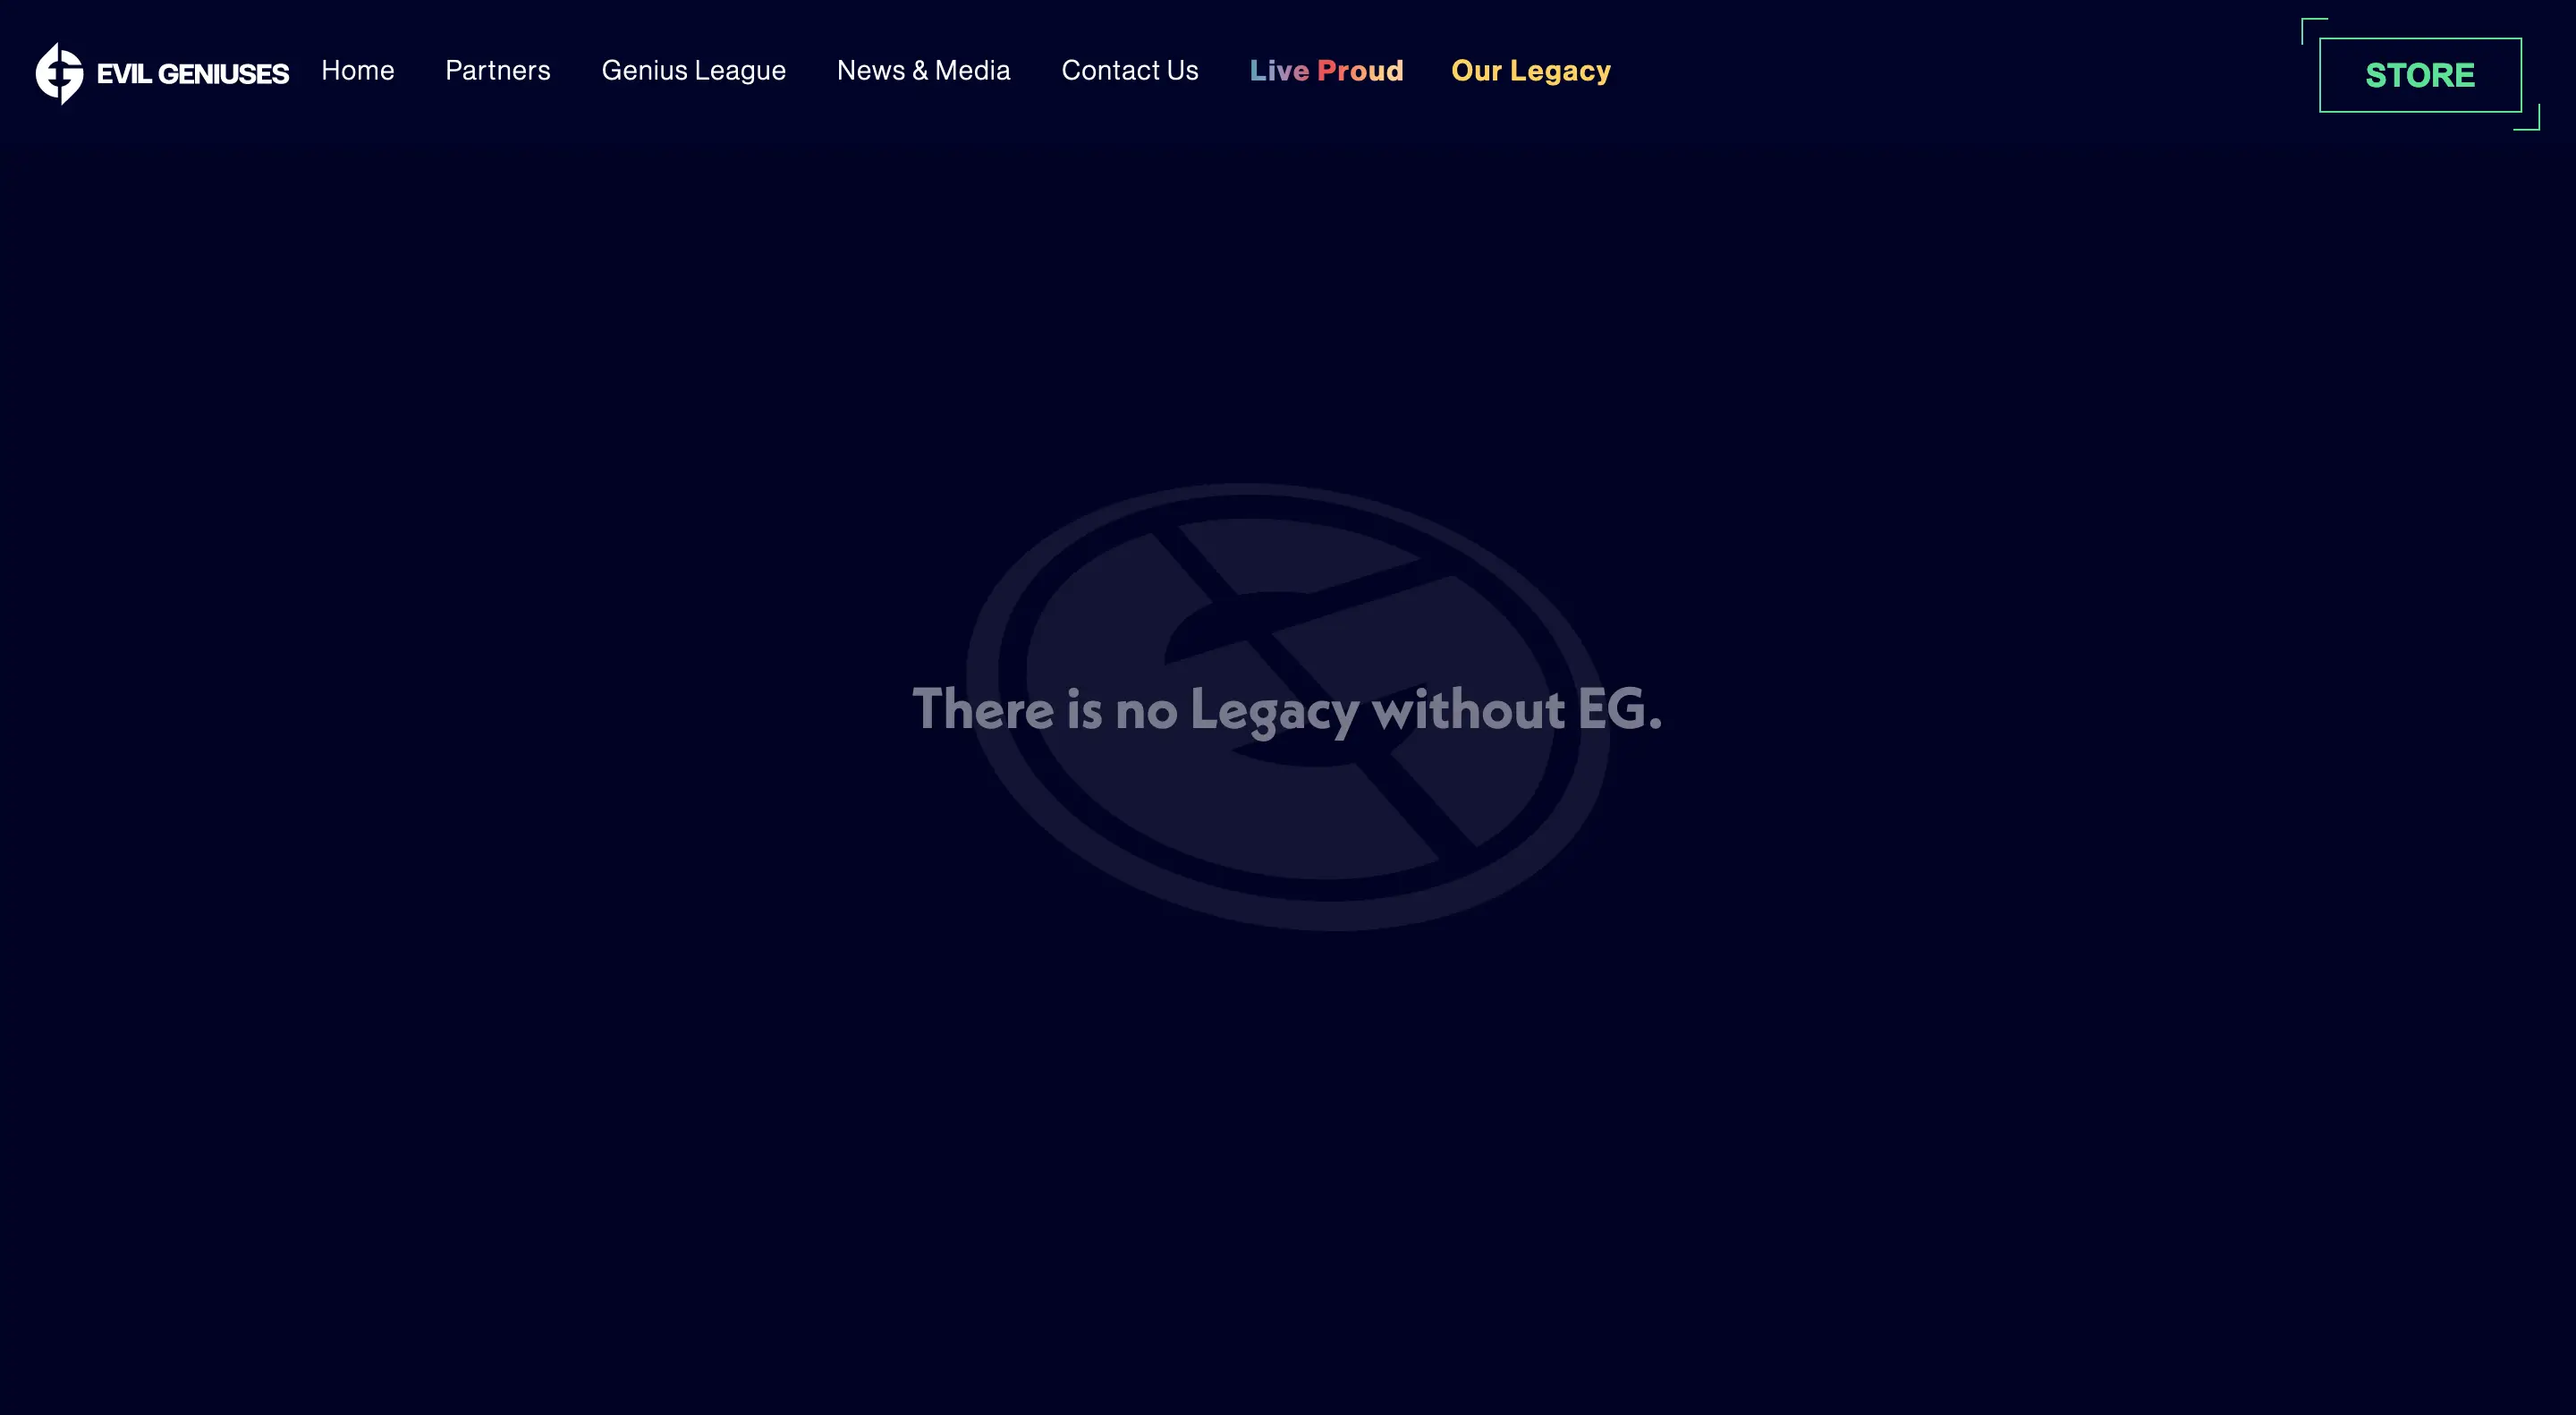 EVIL GENIUSES
Home
Partners
Genius League
News & Media
Contact Us
Live Proud
Our Legacy
STORE
There is no Legacy without EG.